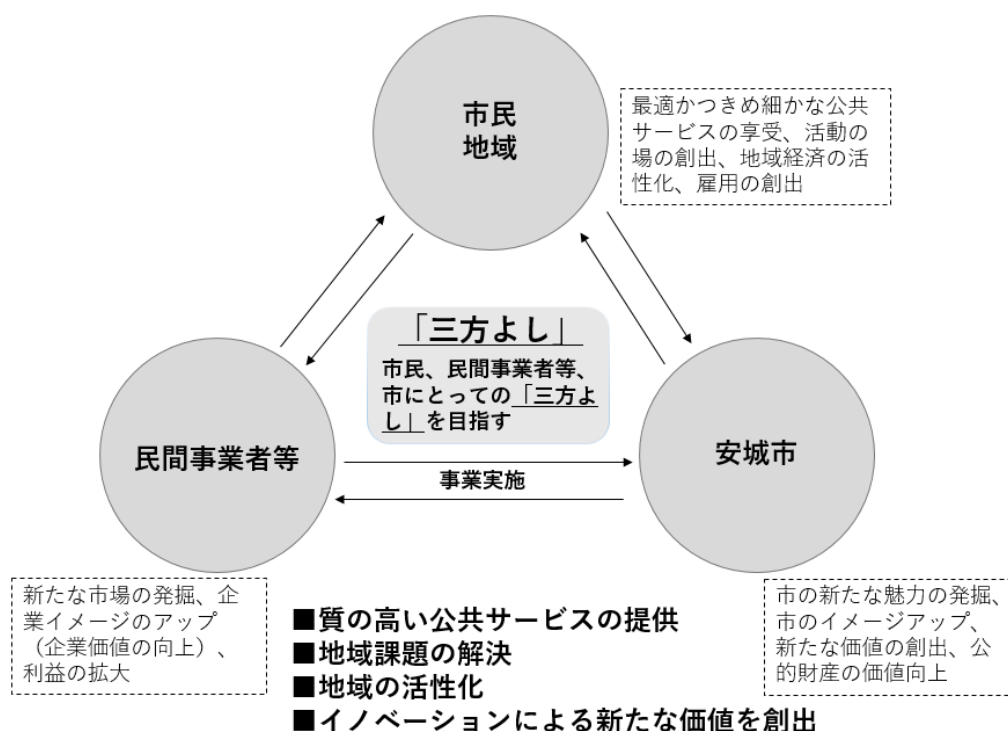 市民
地域
最適かつきめ細かな公共
サービスの享受、活動の
場の創出、地域経済の活
性化、雇用の創出
「三方よし」
市民、民間事業者等、
市にとっての「三方よ
し」を目指す
民間事業者等
安城市
事業実施
新たな市場の発掘、企
業イメージのアップ
（企業価値の向上）、
利益の拡大
市の新たな魅力の発掘、
市のイメージアップ、
新たな価値の創出、公
的財産の価値向上
■質の高い公共サービスの提供
■地域課題の解決
■地域の活性化
■イノベーションによる新たな価値を創出